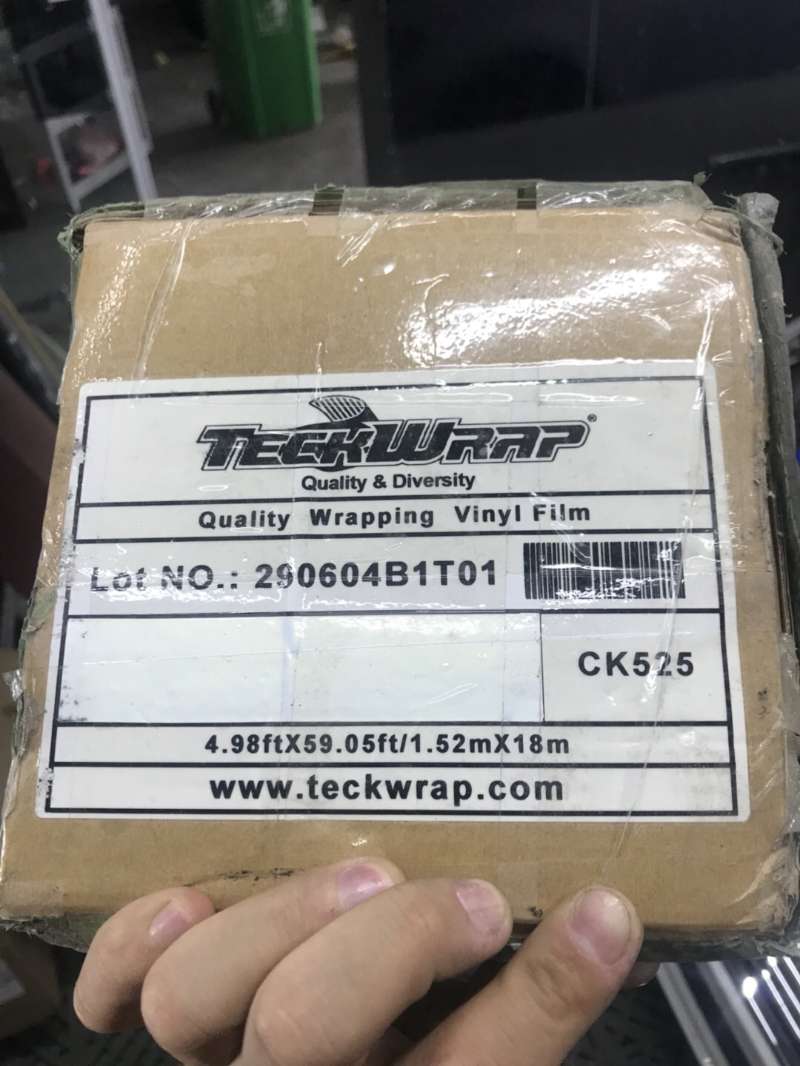 TECKWRAP®
Quality & Diversity
Quality Wrapping Vinyl Film
Lot NO.: 290604B1T01
CK525
4.98ftX59.05ft/1.52mX18m
www.teckwrap.com